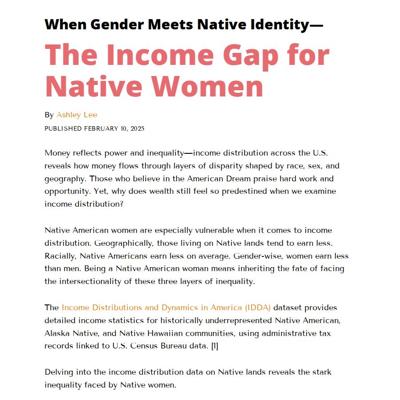 When Gender Meets Native Identity—
The Income Gap for
Native Women
By Ashley Lee
PUBLISHED FEBRUARY 10, 2025
Money reflects power and inequality—income distribution across the U.S.
reveals how money flows through layers of disparity shaped by race, sex, and
geography. Those who believe in the American Dream praise hard work and
opportunity. Yet, why does wealth still feel so predestined when we examine
income distribution?
Native American women are especially vulnerable when it comes to income
distribution. Geographically, those living on Native lands tend to earn less.
Racially, Native Americans earn less on average. Gender-wise, women earn less
than men. Being a Native American woman means inheriting the fate of facing
the intersectionality of these three layers of inequality.
The Income Distributions and Dynamics in America (IDDA) dataset provides
detailed income statistics for historically underrepresented Native American,
Alaska Native, and Native Hawaiian communities, using administrative tax
records linked to U.S. Census Bureau data. [1]
Delving into the income distribution data on Native lands reveals the stark
inequality faced by Native women.